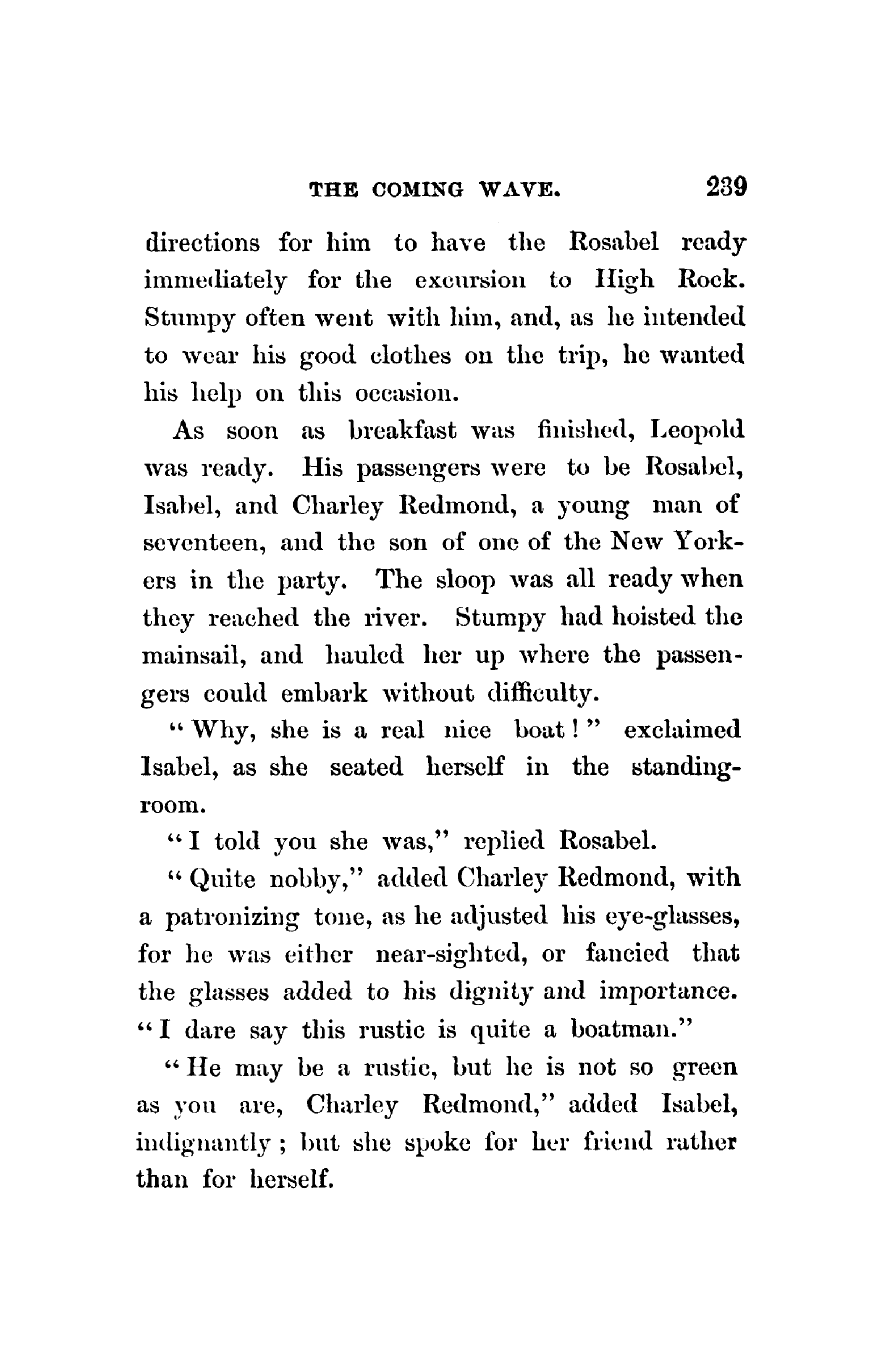 THE COMING WAVE. 239
directions for him to have the Rosabel ready
immediately for the excursion to High Rock.
Stumpy often went with him, and, as he intended
to wear his good clothes on the trip, he wanted
his help on this occasion.
As soon as breakfast was finished, Leopold
was ready. His passengers were to be Rosabel,
Isabel, and Charley Redmond, a young man of
seventeen, and the son of one of the New York-
ers in the party. The sloop was all ready when
they reached the river. Stumpy had hoisted the
mainsail, and hauled her up where the passen-
gers could embark without difficulty.
“Why, she is a real nice boat!” exclaimed
Isabel, as she seated herself in the standing-
room.
“I told you she was,” replied Rosabel.
“Quite nobby,” added Charley Redmond, with
a patronizing tone, as he adjusted his eye-glasses,
for he was either near-sighted, or fancied that
the glasses added to his dignity and importance.
“I dare say this rustic is quite a boatman.”
“He may be a rustic, but he is not so green
as you are, Charley Redmond,” added Isabel,
indignantly; but she spoke for her friend rather
than for herself.